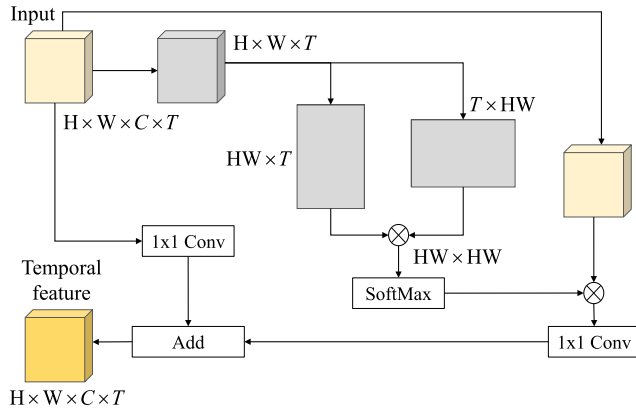 Input
H×W×T
H×W×C×T
T×HW
HW×T
1x1 Conv
HW×HW
Temporal
feature
SoftMax
Add
1x1 Conv
H×W×C×T